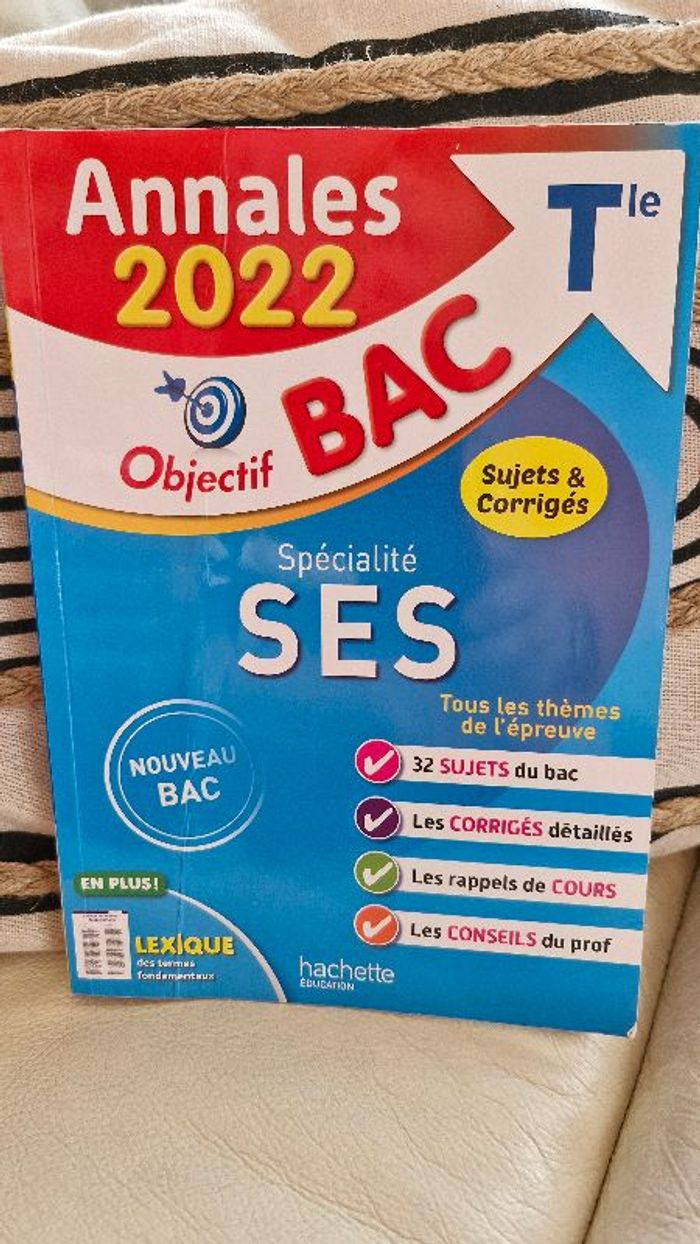 Annales
2022
Tle
Objectif BAC
Sujets &
Corrigés
Spécialité
SES
Tous les thèmes
de l'épreuve
NOUVEAU
BAC
32 SUJETS du bac
Les CORRIGÉS détaillés
Les rappels de COURS
Les CONSEILS du prof
EN PLUS!
LEXIQUE
des termes
fondamentaux
hachette
ÉDUCATION